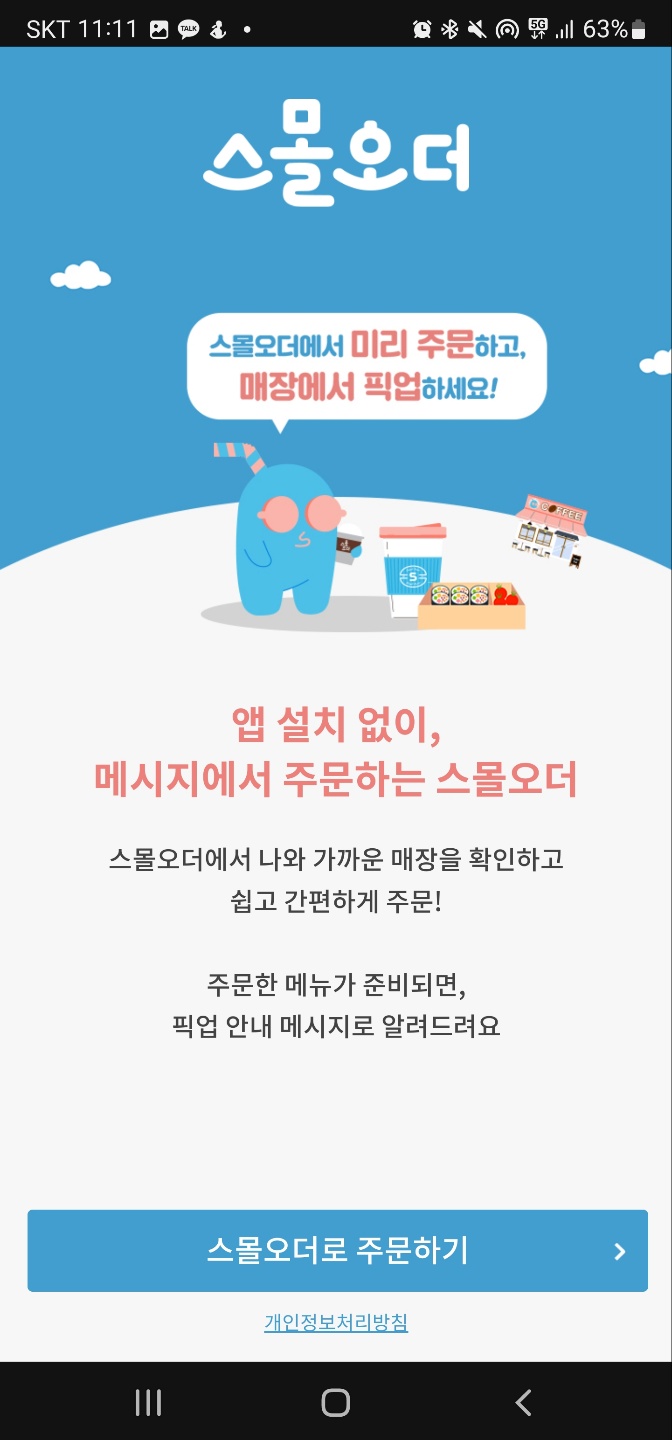 SKT 11:11
TALK
5G
63%
스몰오더
스몰오더에서 미리 주문하고,
매장에서 픽업하세요!
COFFEE
S
앱 설치 없이,
메시지에서 주문하는 스몰오더
스몰오더에서 나와 가까운 매장을 확인하고
쉽고 간편하게 주문!
주문한 메뉴가 준비되면,
픽업 안내 메시지로 알려드려요
스몰오더로 주문하기
개인정보처리방침